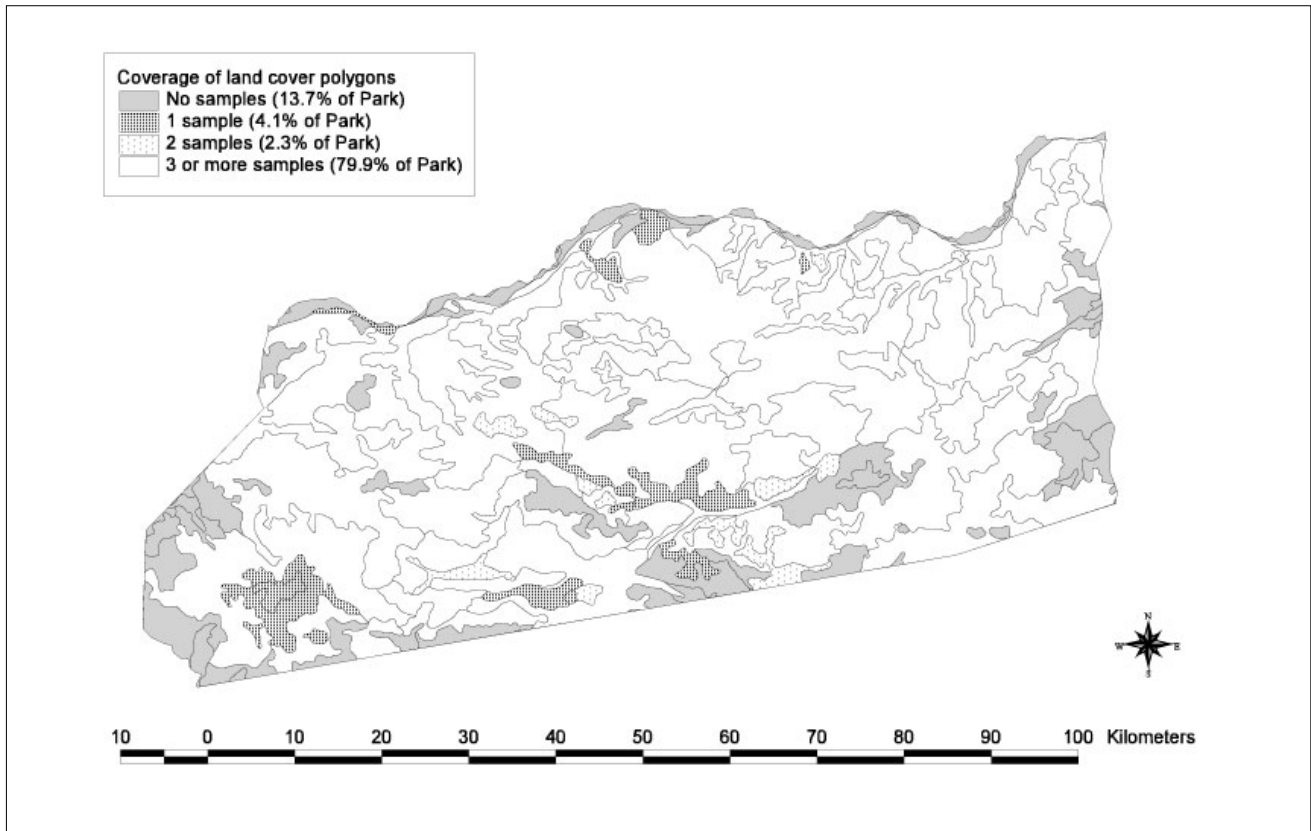 Coverage of land cover polygons
No samples (13.7% of Park)
1 sample (4.1% of Park)
2 samples (2.3% of Park)
3 or more samples (79.9% of Park)
N
W E
S
10 0 10 20 30 40 50 60 70 80 90 100 Kilometers